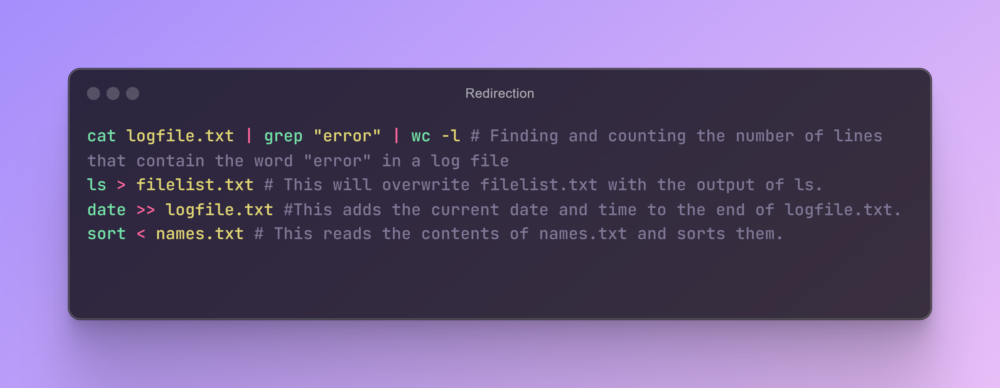 Redirection
cat logfile.txt | grep "error" | wc -l # Finding and counting the number of lines
that contain the word "error" in a log file
ls > filelist.txt # This will overwrite filelist.txt with the output of ls.
date >> logfile.txt #This adds the current date and time to the end of logfile.txt.
sort < names.txt # This reads the contents of names.txt and sorts them.